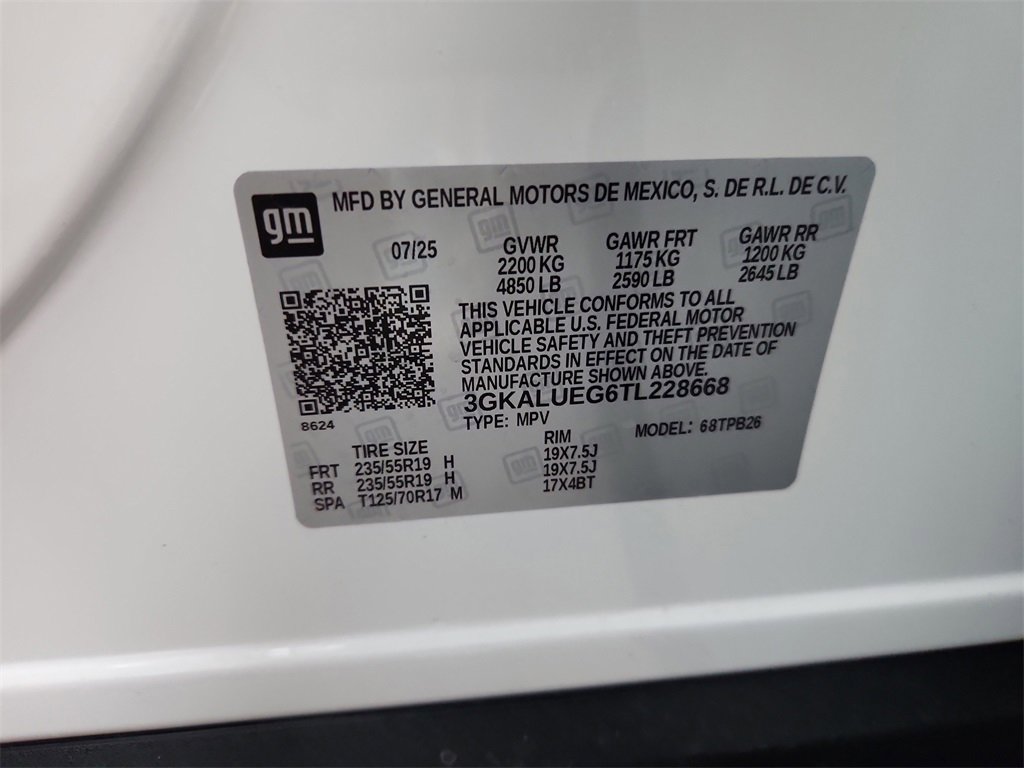 gm
MFD BY GENERAL MOTORS DE MEXICO, S. DE R.L. DE C.V.
07/25 GVWR GAWR FRT GAWR RR
2200 KG 1175 KG 1200 KG
4850 LB 2590 LB 2645 LB
THIS VEHICLE CONFORMS TO ALL
APPLICABLE U.S. FEDERAL MOTOR
VEHICLE SAFETY AND THEFT PREVENTION
STANDARDS IN EFFECT ON THE DATE OF
MANUFACTURE SHOWN ABOVE.
3GKALUEG6TL228668
8624
TYPE: MPV MODEL: 68TPB26
TIRE SIZE RIM
FRT 235/55R19 H 19X7.5J
RR 235/55R19 H 19X7.5J
SPA T125/70R17 M 17X4BT